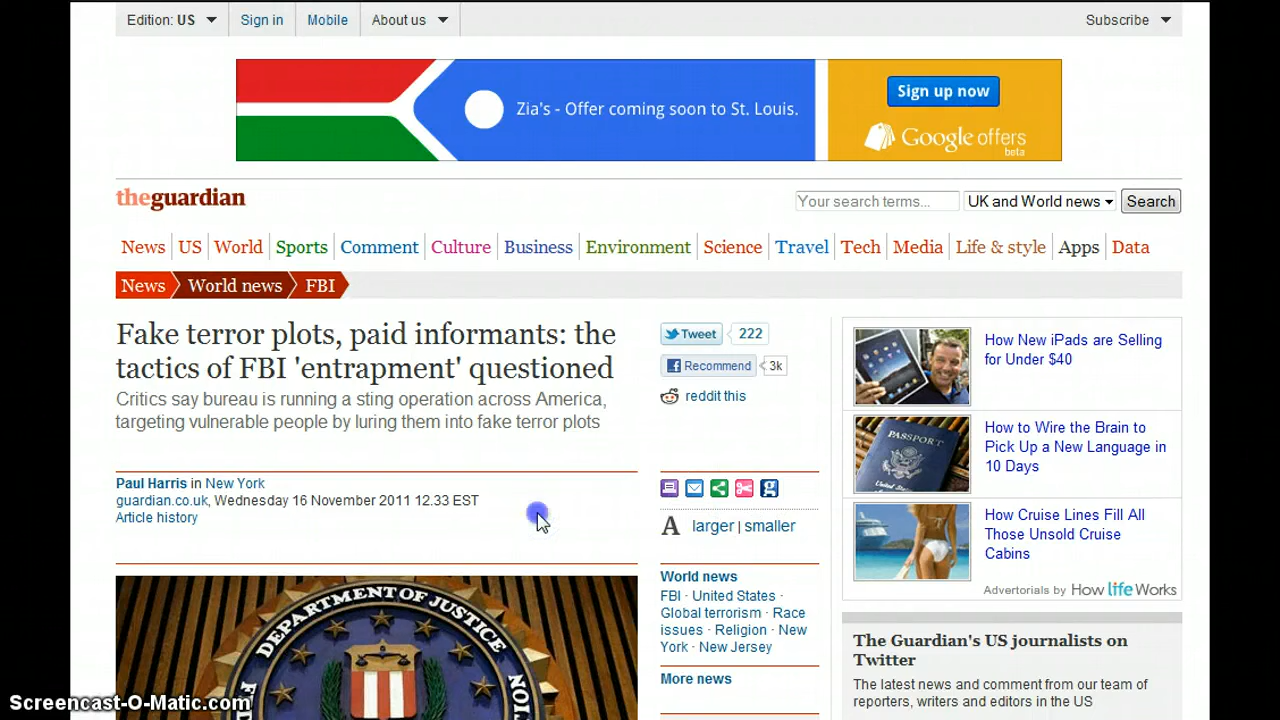 Edition: US
Sign in
Mobile
About us
Subscribe
Zia's - Offer coming soon to St. Louis.
Sign up now
Google offers
beta
theguardian
Your search terms...
UK and World news
Search
News
US
World
Sports
Comment
Culture
Business
Environment
Science
Travel
Tech
Media
Life & style
Apps
Data
News
World news
FBI
Fake terror plots, paid informants: the
tactics of FBI 'entrapment' questioned
Critics say bureau is running a sting operation across America,
targeting vulnerable people by luring them into fake terror plots
Paul Harris in New York
guardian.co.uk, Wednesday 16 November 2011 12.33 EST
Article history
DEPARTMENT OF JUSTICE
Tweet
222
Recommend
3k
reddit this
A larger | smaller
World news
FBI · United States ·
Global terrorism · Race
issues · Religion · New
York · New Jersey
More news
How New iPads are Selling
for Under $40
PASSPORT
How to Wire the Brain to
Pick Up a New Language in
10 Days
How Cruise Lines Fill All
Those Unsold Cruise
Cabins
Advertorials by How life Works
The Guardian's US journalists on
Twitter
The latest news and comment from our team of
reporters, writers and editors in the US
Screencast-O-Matic.com